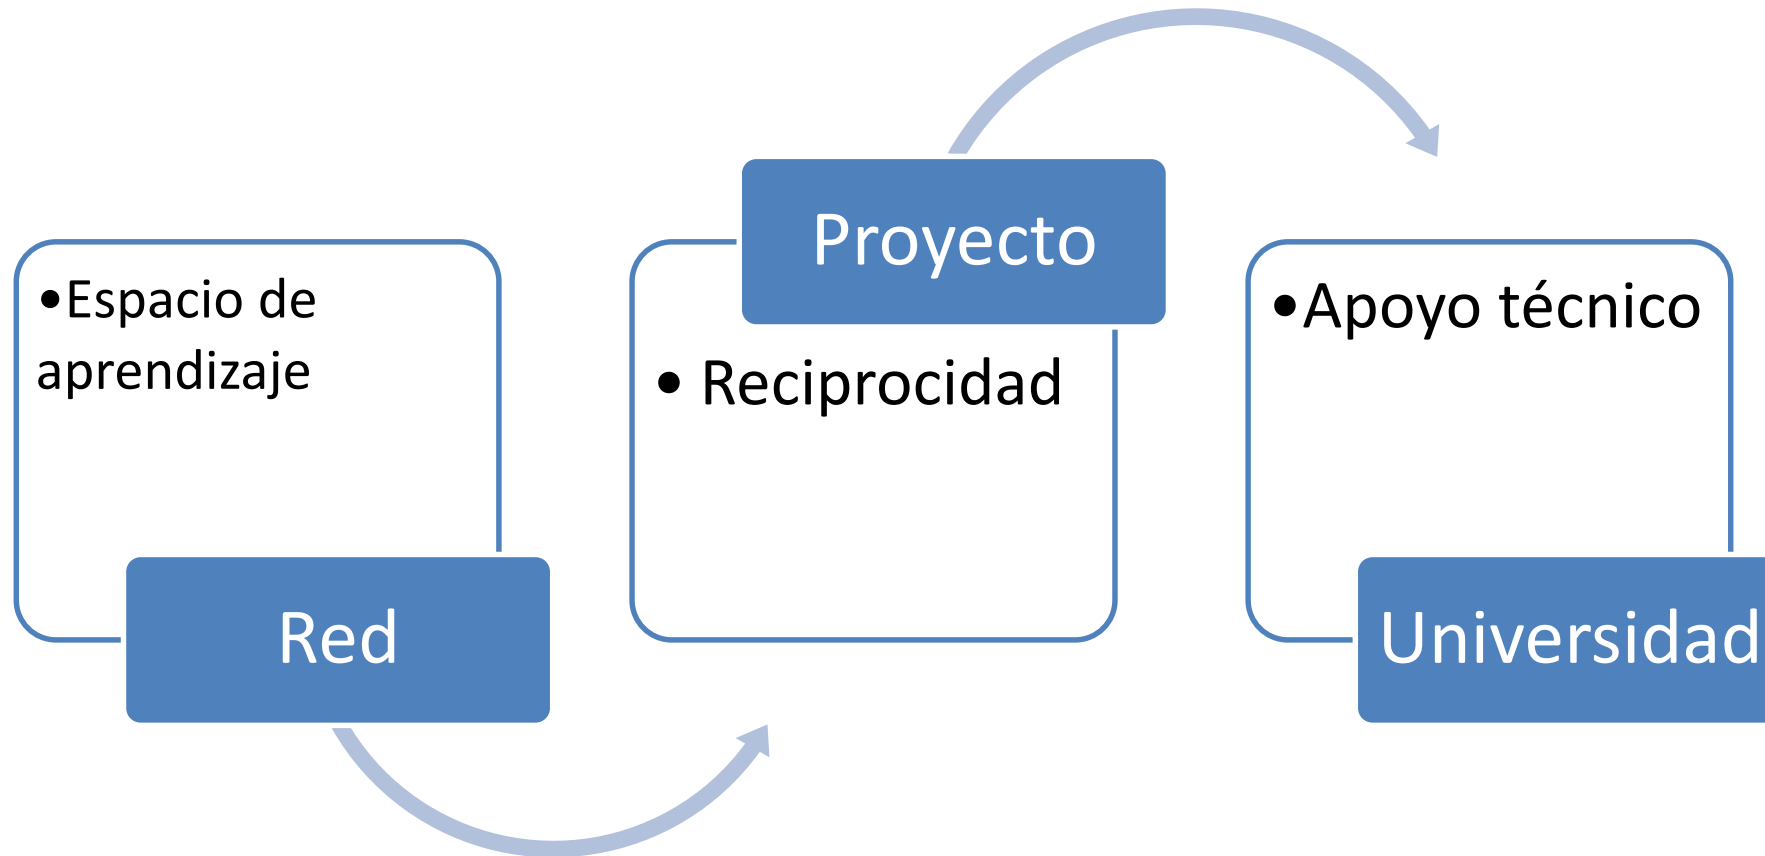 •Espacio de
aprendizaje
Red
Proyecto
• Reciprocidad
•Apoyo técnico
Universidad